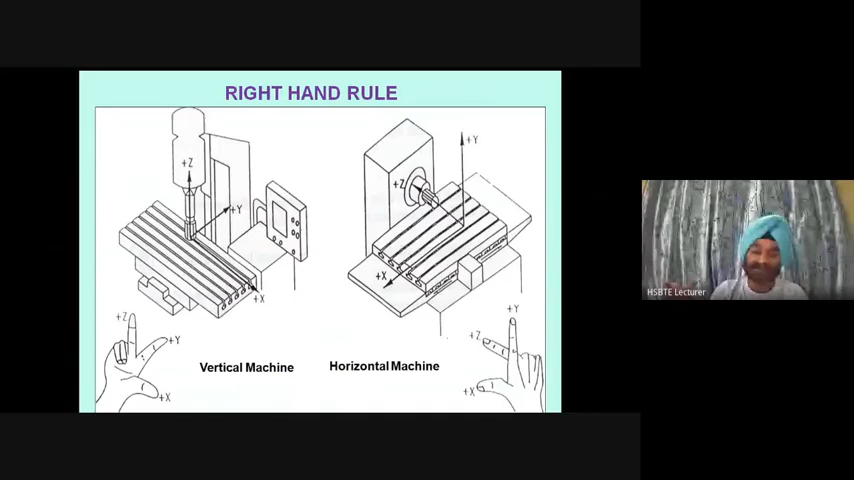 RIGHT HAND RULE
+Z
+Y
+X
+Y
+Z
+X
+Z
+Y
+X
Vertical Machine
Horizontal Machine
+Y
+Z
+X
HSBTE Lecturer